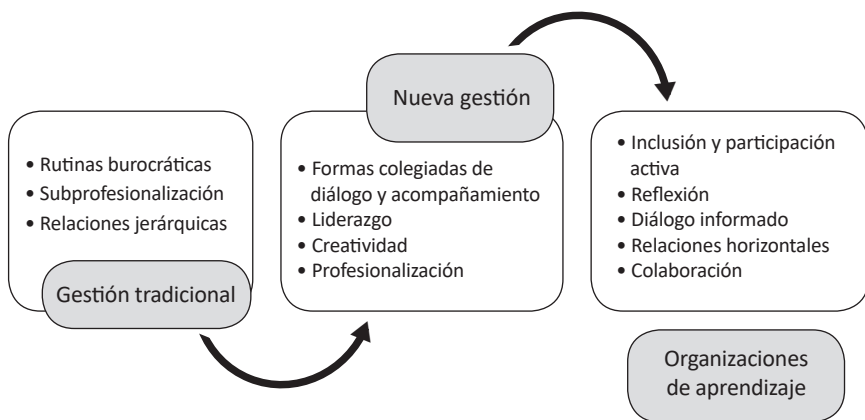 • Rutinas burocráticas
• Subprofesionalización
• Relaciones jerárquicas
Gestión tradicional
Nueva gestión
• Formas colegiadas de
diálogo y acompañamiento
• Liderazgo
• Creatividad
• Profesionalización
• Inclusión y participación
activa
• Reflexión
• Diálogo informado
• Relaciones horizontales
• Colaboración
Organizaciones
de aprendizaje